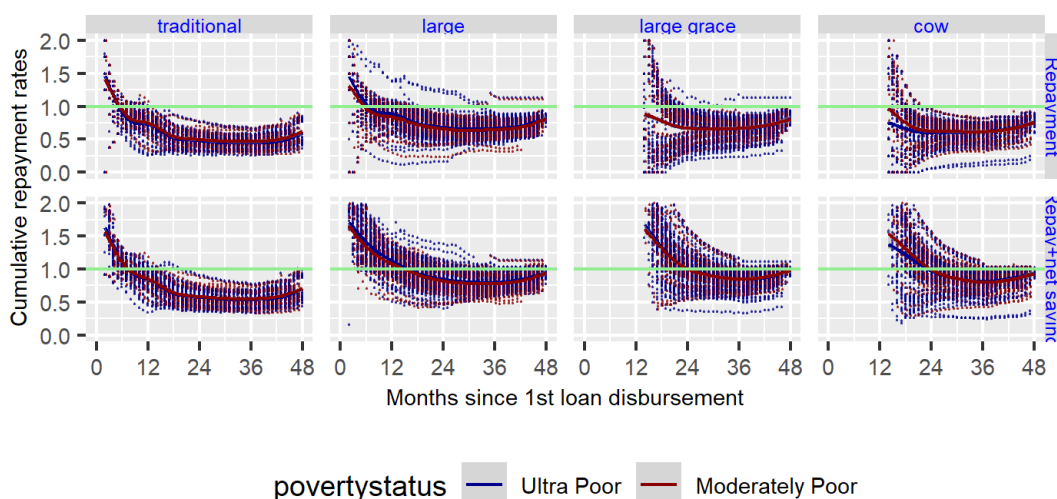 traditional large large grace cow
2.0
1.5
1.0
0.5
0.0
Repayment
2.0
1.5
1.0
0.5
0.0
Repay+net saving
Cumulative repayment rates
0 12 24 36 48 0 12 24 36 48 0 12 24 36 48 0 12 24 36 48
Months since 1st loan disbursement
povertystatus Ultra Poor Moderately Poor